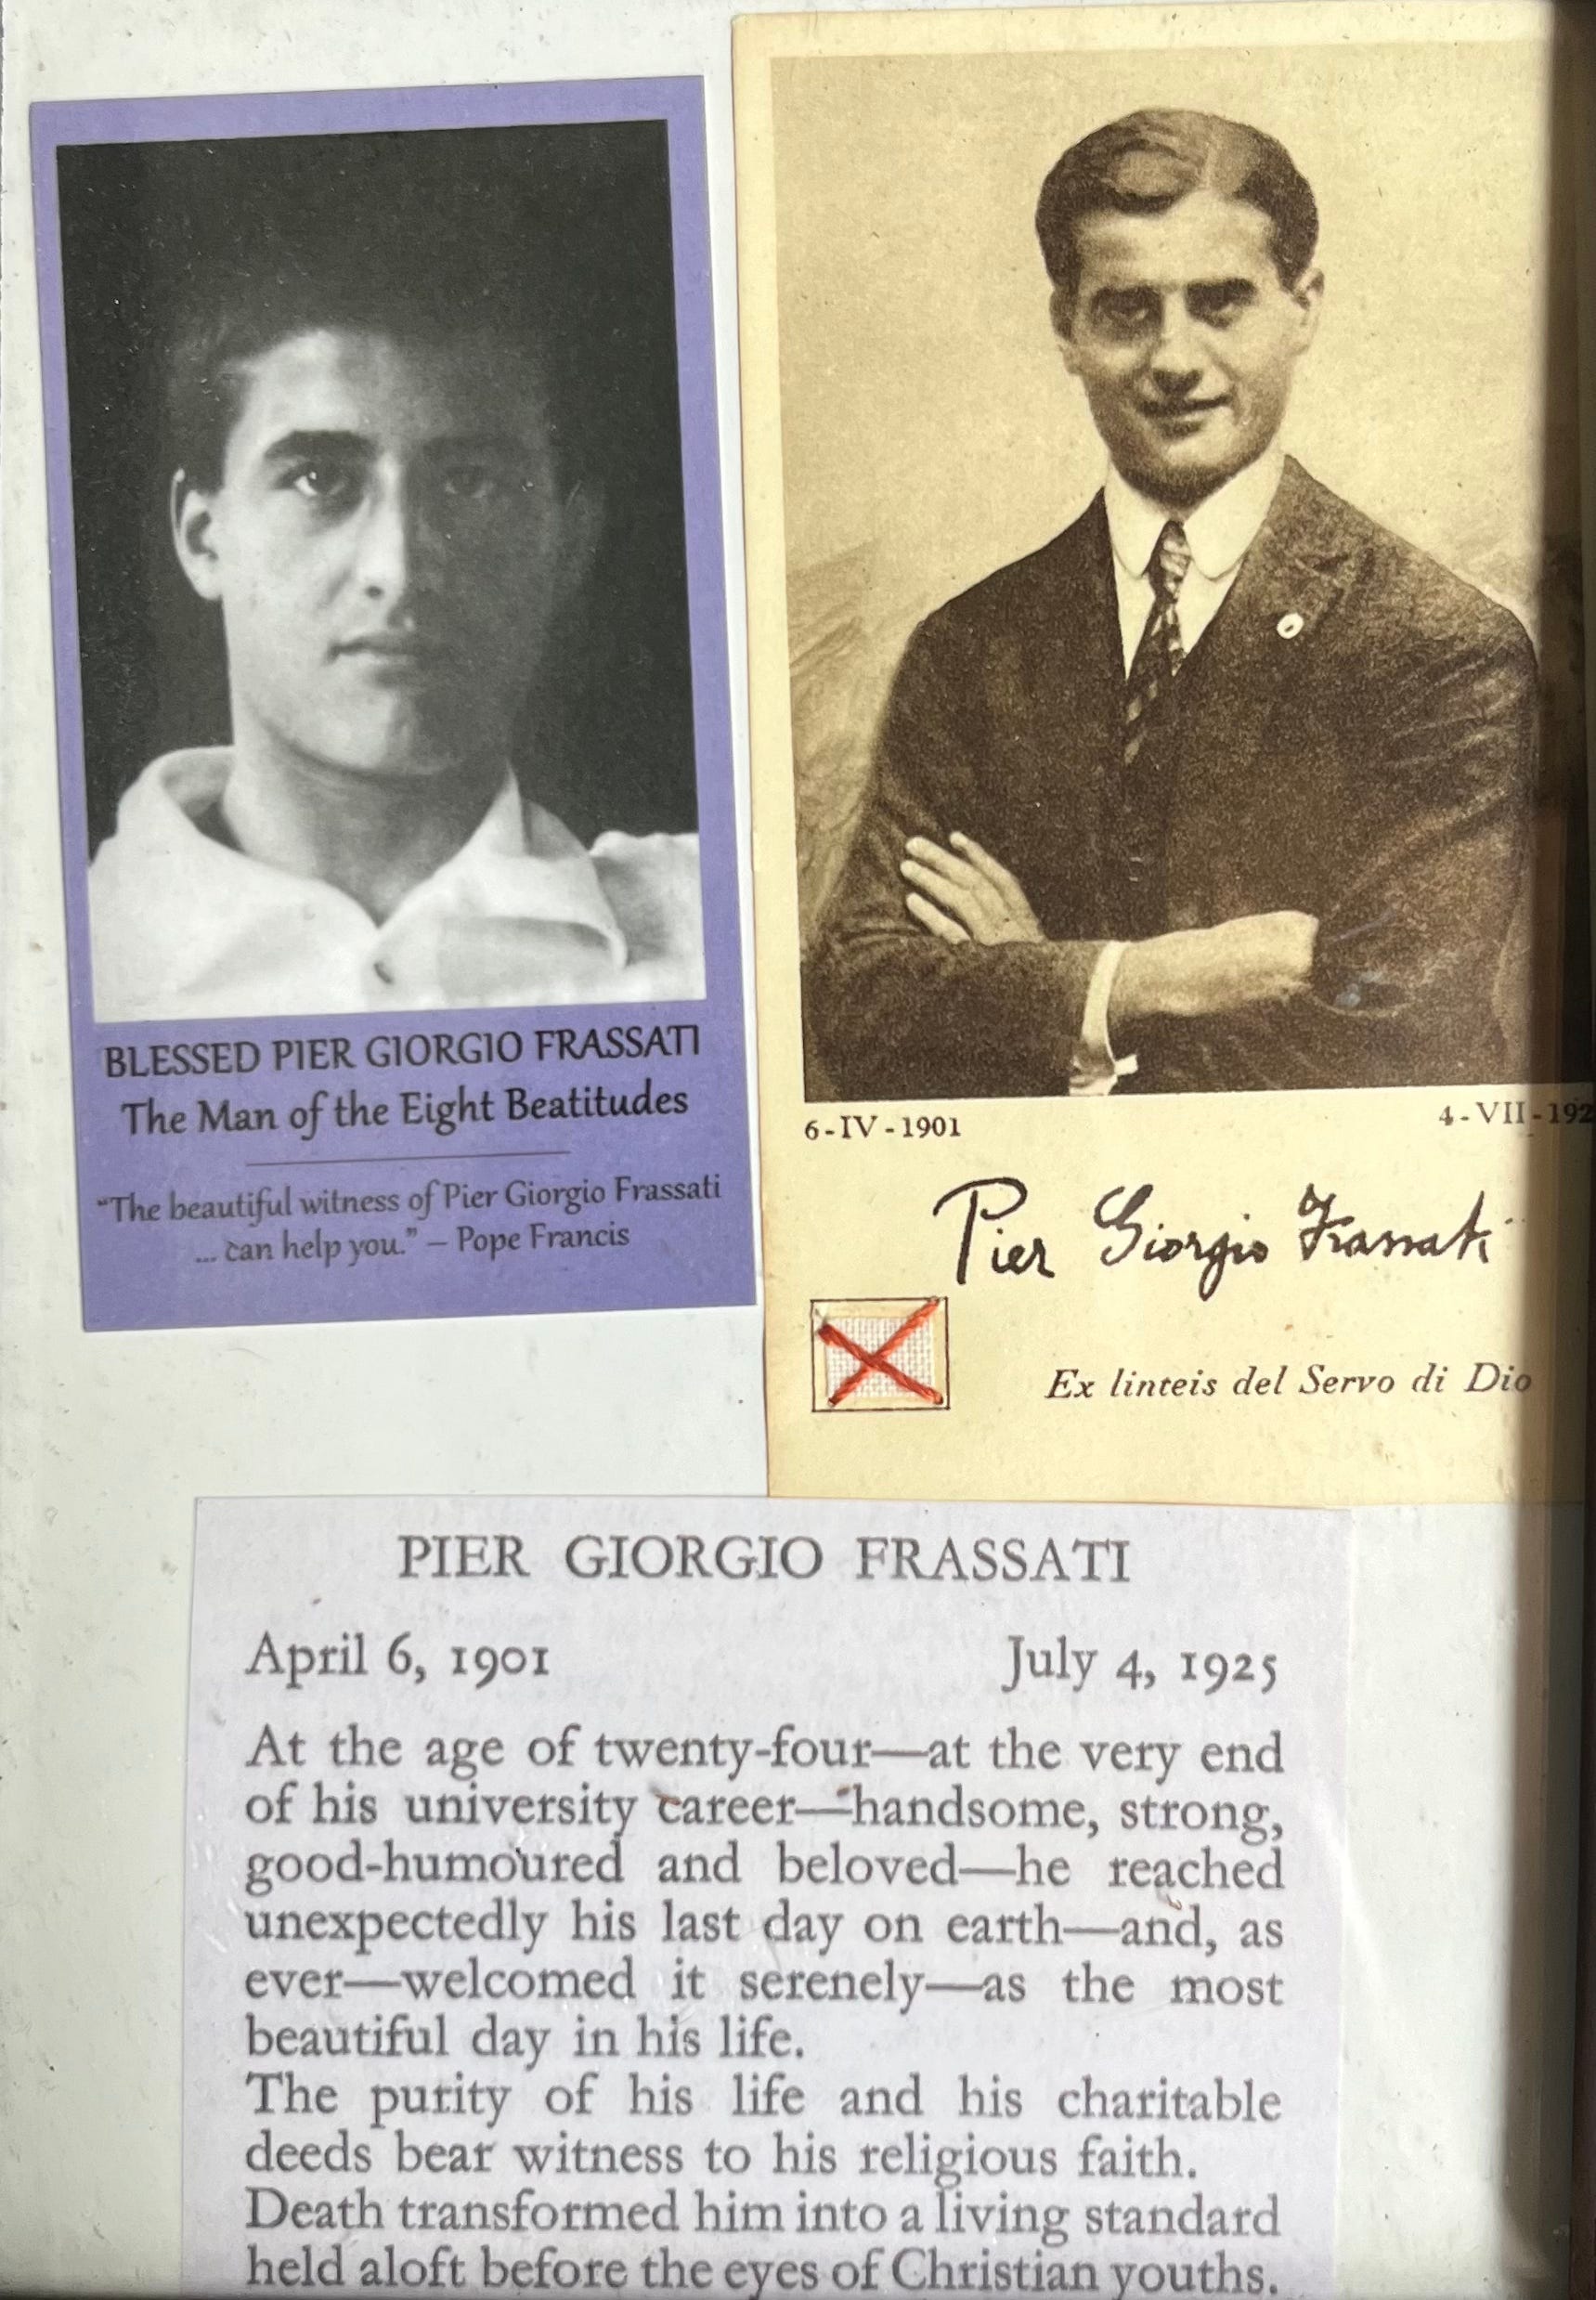 BLESSED PIER GIORGIO FRASSATI
The Man of the Eight Beatitudes
“The beautiful witness of Pier Giorgio Frassati
... can help you.” – Pope Francis
6-IV-1901
4-VII-192
Pier Giorgio Frassati
Ex linteis del Servo di Dio
PIER GIORGIO FRASSATI
April 6, 1901 July 4, 1925
At the age of twenty-four—at the very end
of his university career—handsome, strong,
good-humoured and beloved—he reached
unexpectedly his last day on earth—and, as
ever—welcomed it serenely—as the most
beautiful day in his life.
The purity of his life and his charitable
deeds bear witness to his religious faith.
Death transformed him into a living standard
held aloft before the eyes of Christian youths.